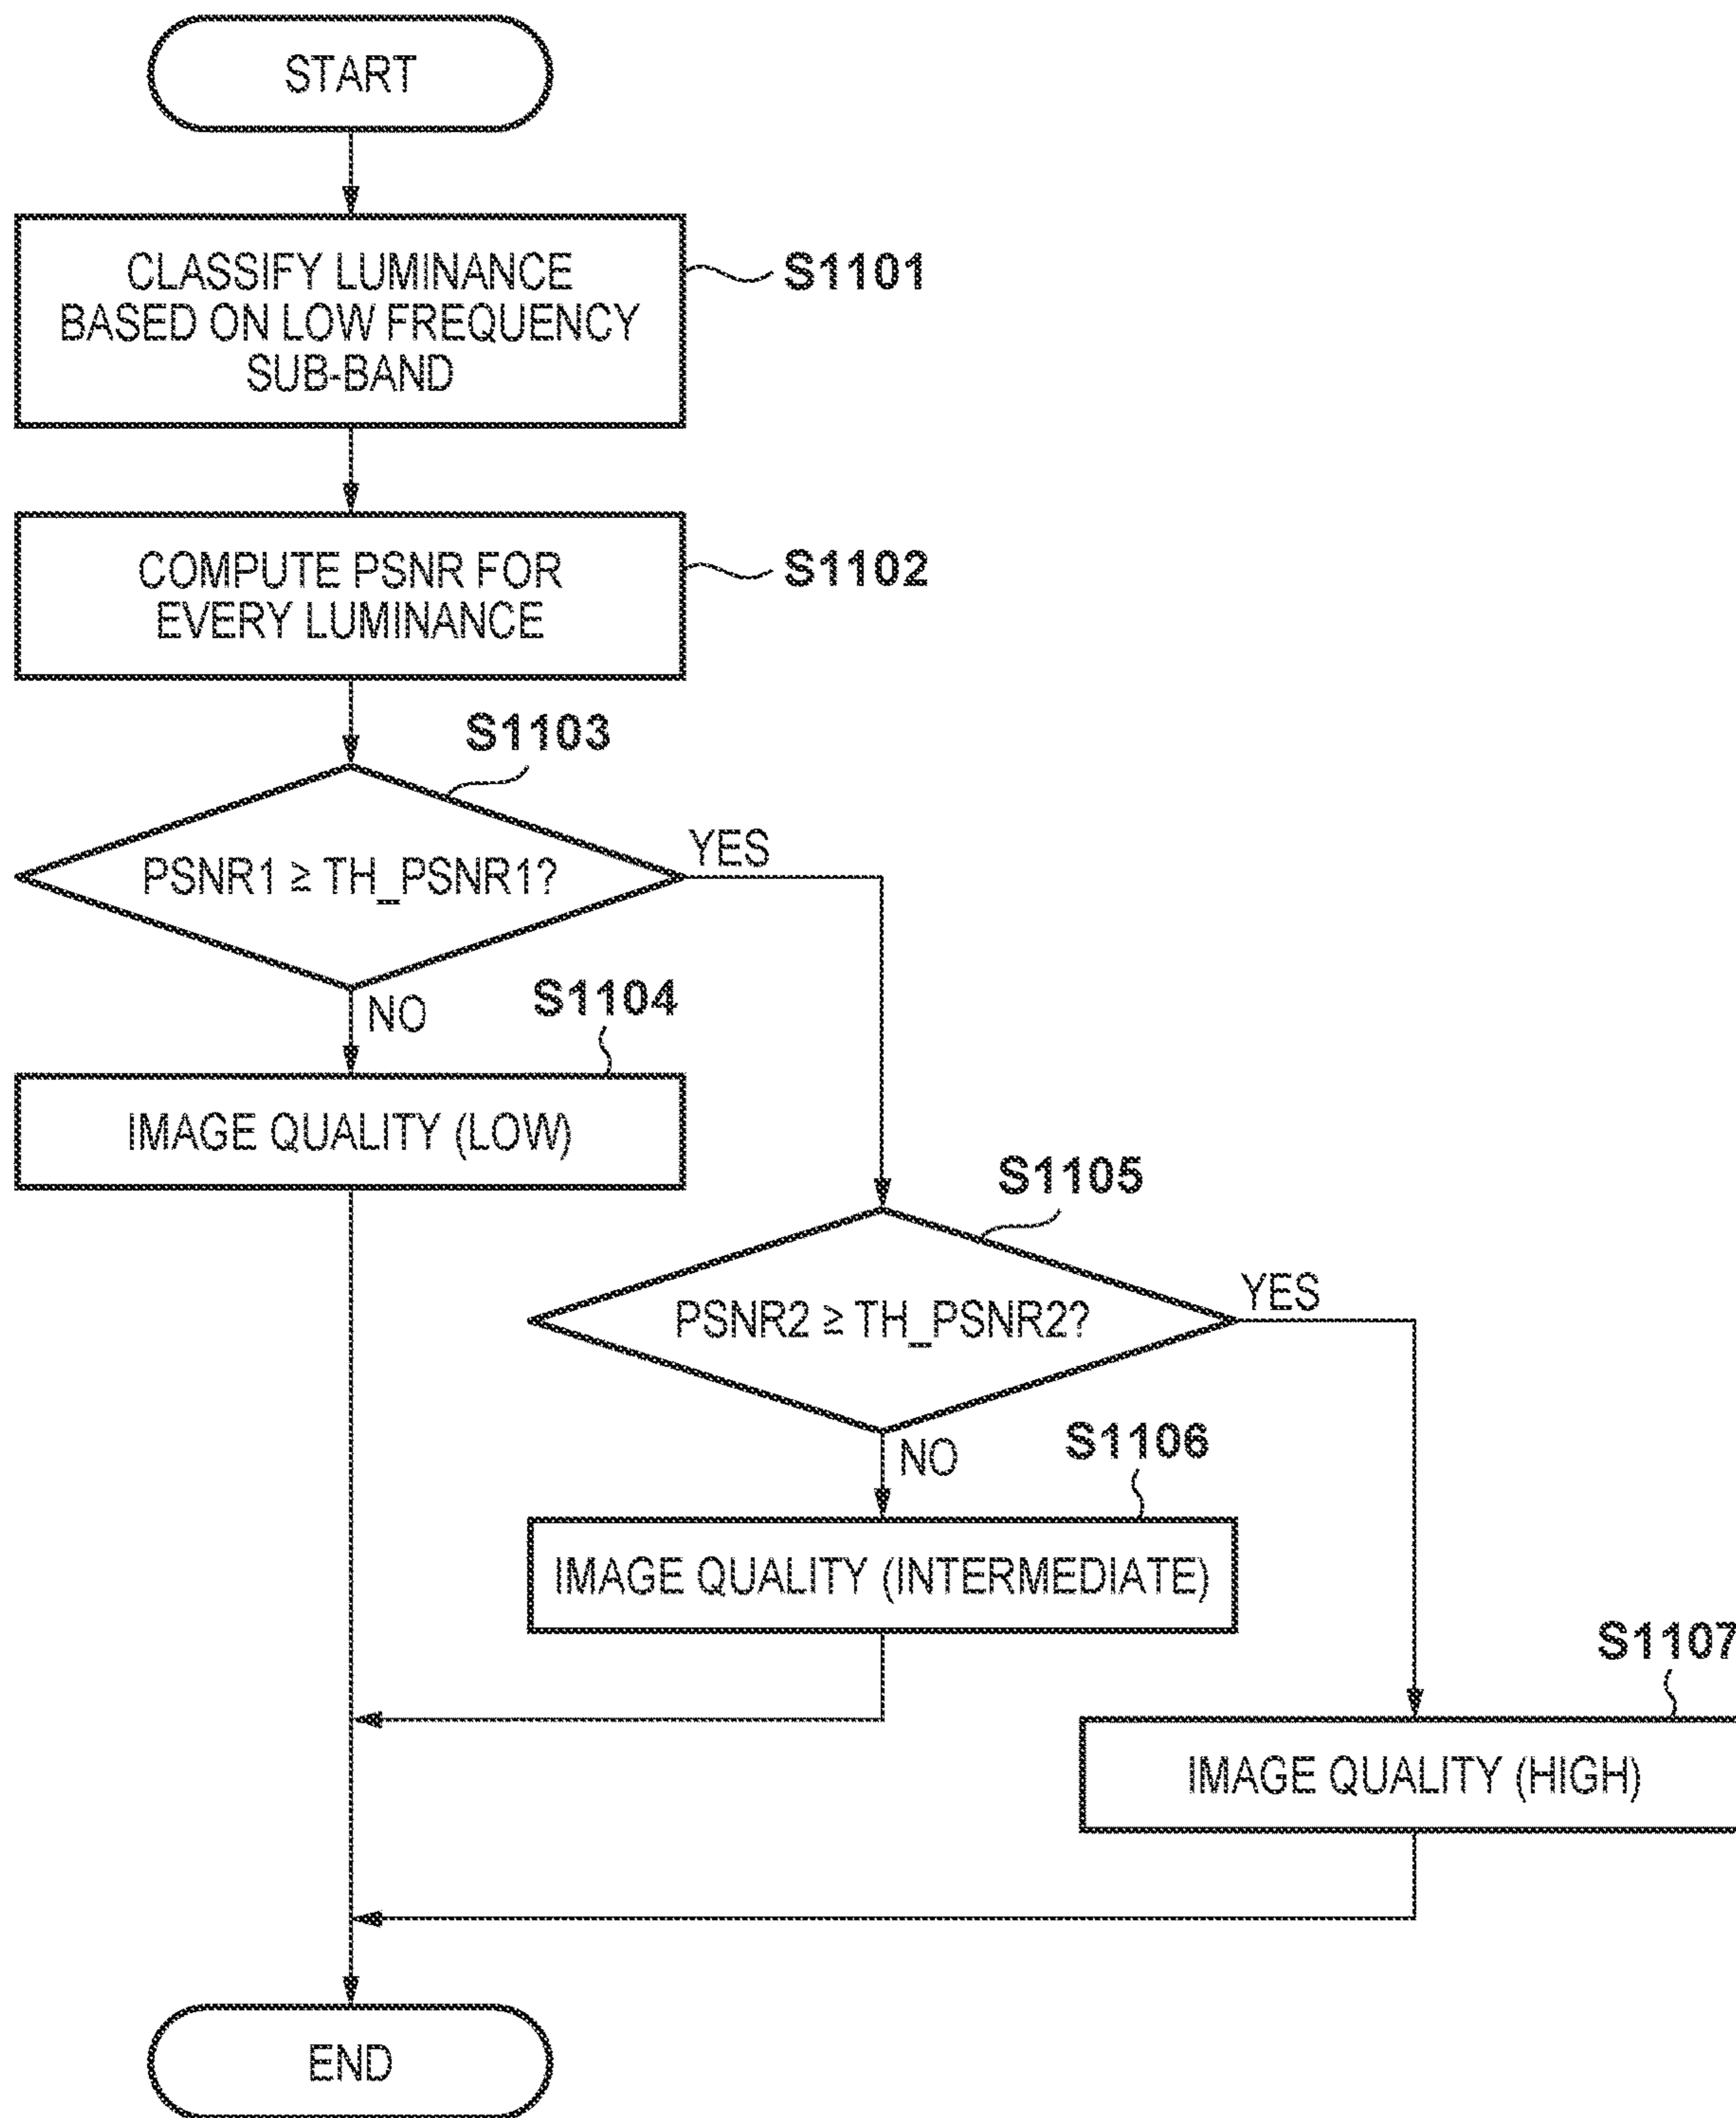 START
CLASSIFY LUMINANCE
BASED ON LOW FREQUENCY
SUB-BAND
S1101
COMPUTE PSNR FOR
EVERY LUMINANCE
S1102
S1103
PSNR1 ≥ TH_PSNR1?
YES
NO
S1104
IMAGE QUALITY (LOW)
S1105
PSNR2 ≥ TH_PSNR2?
YES
NO
S1106
IMAGE QUALITY (INTERMEDIATE)
S1107
IMAGE QUALITY (HIGH)
END